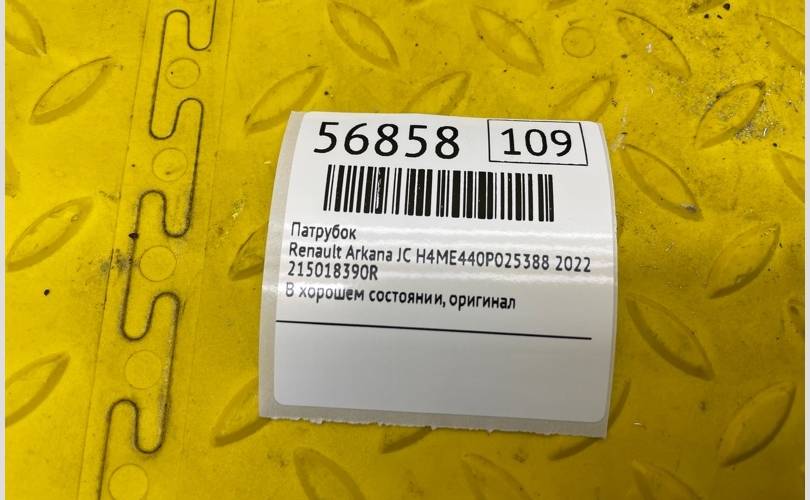 56858 109
Патрубок
Renault Arkana JC H4ME440P025388 2022
215018390R
В хорошем состоянии, оригинал